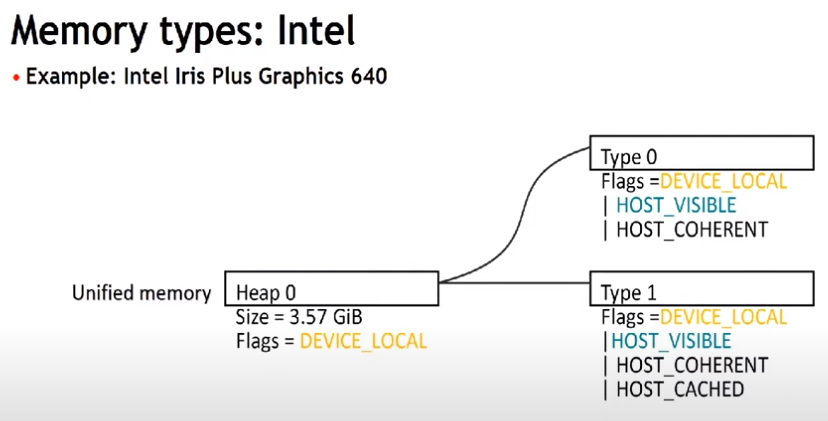 Memory types: Intel
• Example: Intel Iris Plus Graphics 640
Type 0
Flags =DEVICE_LOCAL
| HOST_VISIBLE
| HOST_COHERENT
Unified memory
Heap 0
Size = 3.57 GiB
Flags = DEVICE_LOCAL
Type 1
Flags =DEVICE_LOCAL
|HOST_VISIBLE
| HOST_COHERENT
| HOST_CACHED